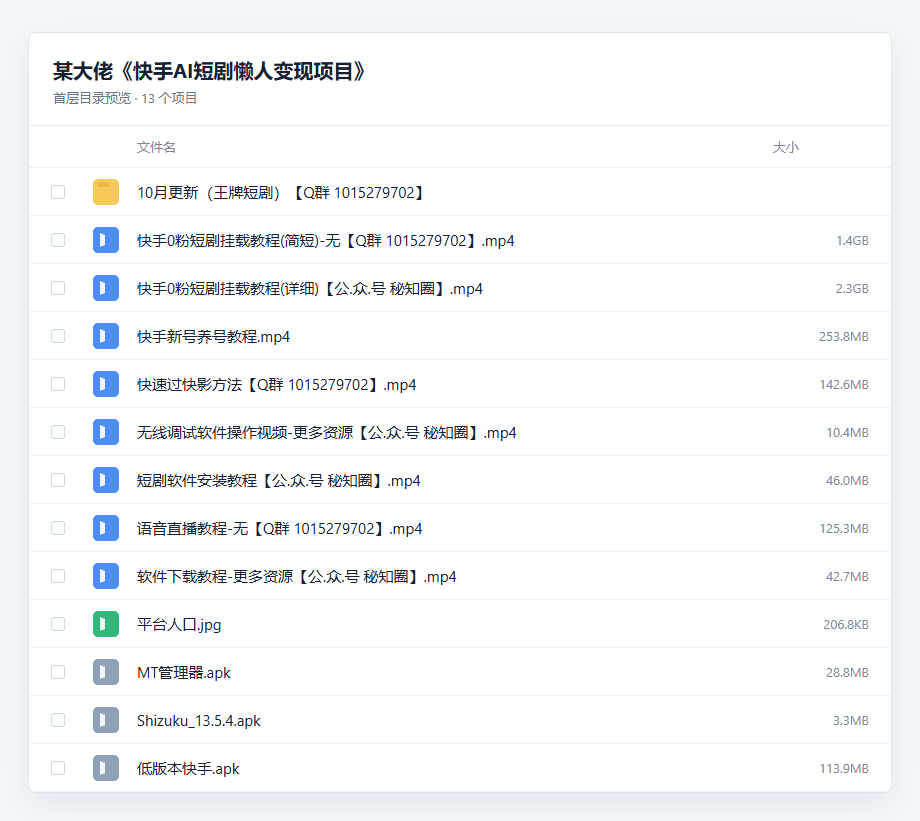 某大佬《快手AI短剧懒人变现项目》
首层目录预览 · 13 个项目
文件名 大小
10月更新（王牌短剧）【Q群 1015279702】
快手0粉短剧挂载教程(简短)-无【Q群 1015279702】.mp4 1.4GB
快手0粉短剧挂载教程(详细)【公.众.号 秘知圈】.mp4 2.3GB
快手新号养号教程.mp4 253.8MB
快速过快影方法【Q群 1015279702】.mp4 142.6MB
无线调试软件操作视频-更多资源【公.众.号 秘知圈】.mp4 10.4MB
短剧软件安装教程【公.众.号 秘知圈】.mp4 46.0MB
语音直播教程-无【Q群 1015279702】.mp4 125.3MB
软件下载教程-更多资源【公.众.号 秘知圈】.mp4 42.7MB
平台人口.jpg 206.8KB
MT管理器.apk 28.8MB
Shizuku_13.5.4.apk 3.3MB
低版本快手.apk 113.9MB